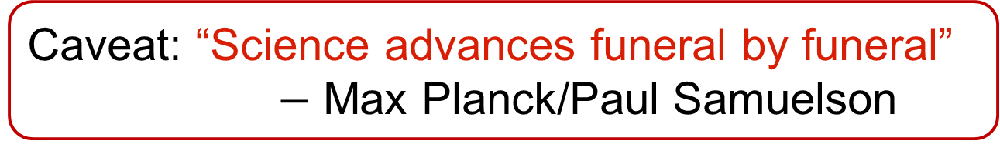 Caveat: “Science advances funeral by funeral”
– Max Planck/Paul Samuelson